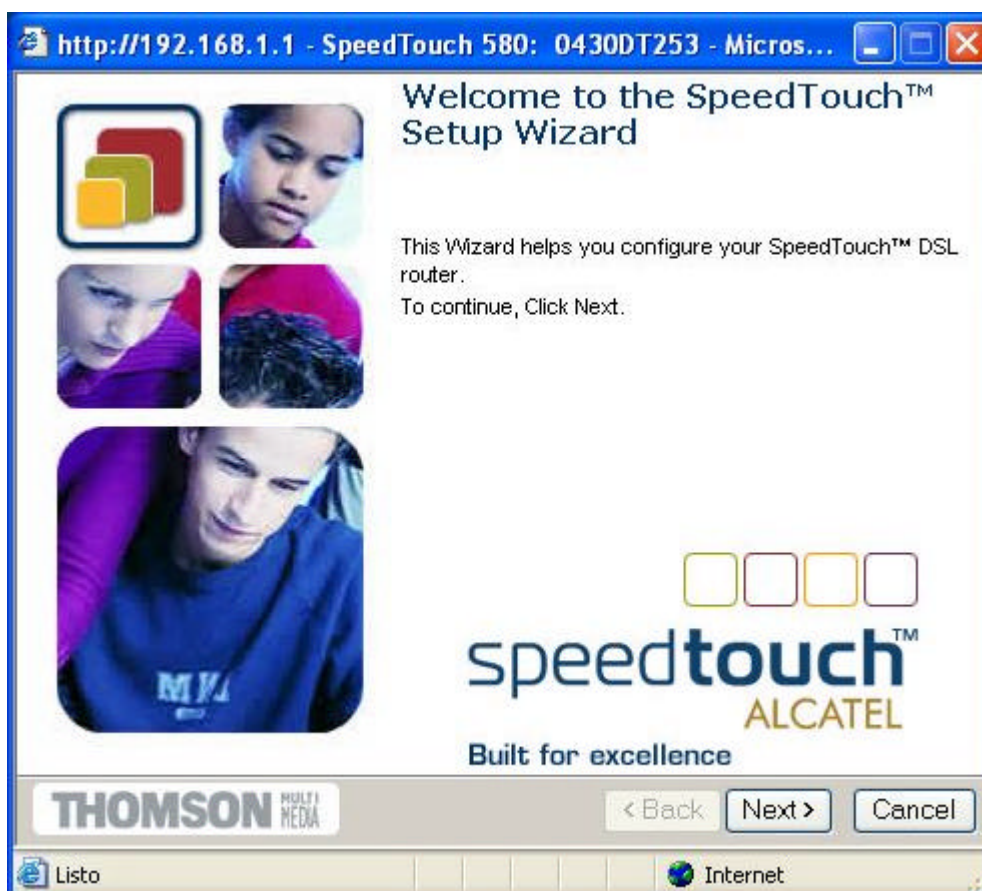 http://192.168.1.1 - SpeedTouch 580: 0430DT253 - Micros...
Welcome to the SpeedTouch™
Setup Wizard
This Wizard helps you configure your SpeedTouch™ DSL
router.
To continue, Click Next.
speedtouch™
ALCATEL
Built for excellence
THOMSON MULTI
MEDIA
< Back Next > Cancel
Listo Internet